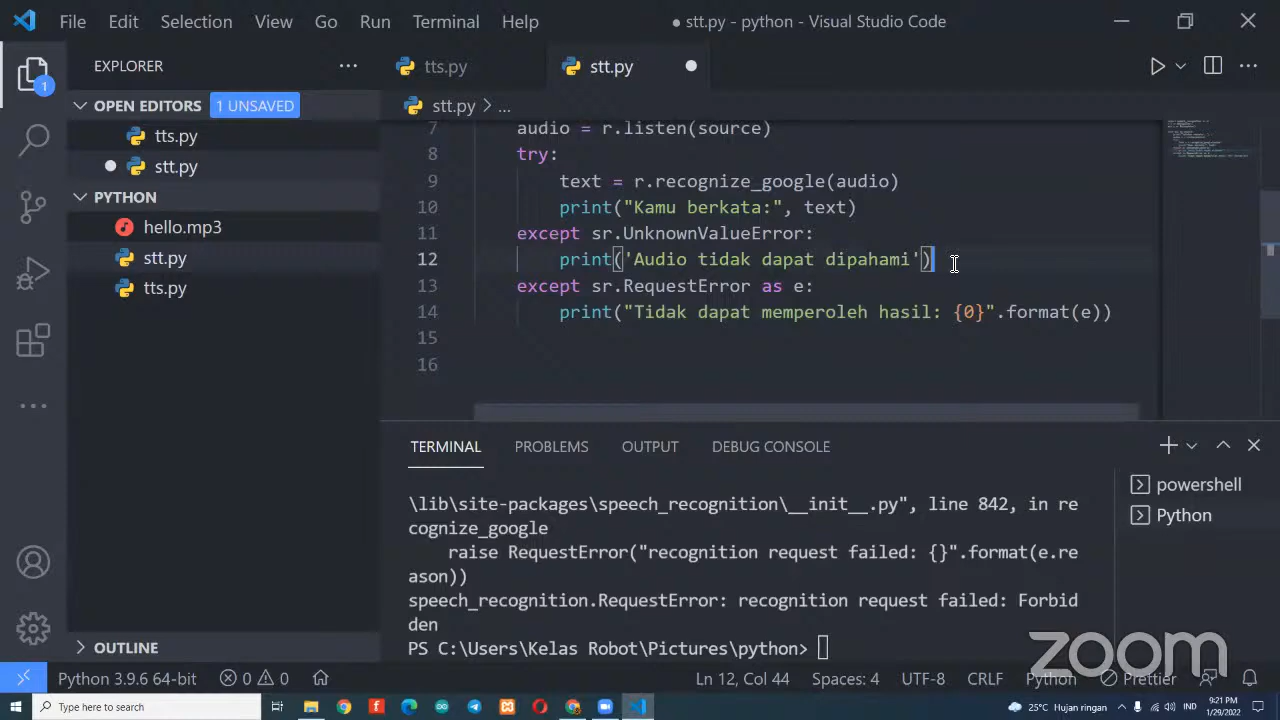 File Edit Selection View Go Run Terminal Help
● stt.py - python - Visual Studio Code
EXPLORER
1
OPEN EDITORS 1 UNSAVED
tts.py
stt.py
PYTHON
hello.mp3
stt.py
tts.py
OUTLINE
tts.py stt.py
stt.py > ...
7 audio = r.listen(source)
8 try:
9 text = r.recognize_google(audio)
10 print("Kamu berkata:", text)
11 except sr.UnknownValueError:
12 print('Audio tidak dapat dipahami')
13 except sr.RequestError as e:
14 print("Tidak dapat memperoleh hasil: {0}".format(e))
15
16
TERMINAL PROBLEMS OUTPUT DEBUG CONSOLE
\lib\site-packages\speech_recognition\__init__.py", line 842, in re
cognize_google
raise RequestError("recognition request failed: {}".format(e.re
ason))
speech_recognition.RequestError: recognition request failed: Forbid
den
PS C:\Users\Kelas Robot\Pictures\python>
powershell
Python
zoom
Python 3.9.6 64-bit 0 0 Ln 12, Col 44 Spaces: 4 UTF-8 CRLF Python Prettier
Type here to search
25°C Hujan ringan IND 9:21 PM
1/29/2022